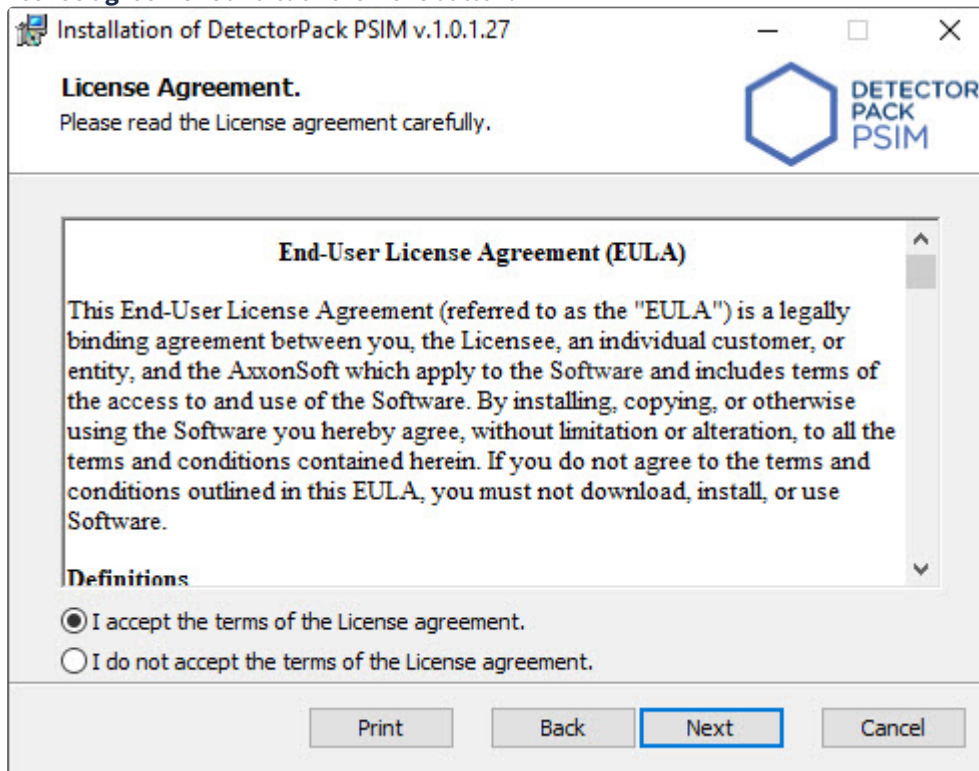 Installation of DetectorPack PSIM v.1.0.1.27
License Agreement.
Please read the License agreement carefully.
DETECTOR
PACK
PSIM
End-User License Agreement (EULA)
This End-User License Agreement (referred to as the "EULA") is a legally
binding agreement between you, the Licensee, an individual customer, or
entity, and the AxxonSoft which apply to the Software and includes terms of
the access to and use of the Software. By installing, copying, or otherwise
using the Software you hereby agree, without limitation or alteration, to all the
terms and conditions contained herein. If you do not agree to the terms and
conditions outlined in this EULA, you must not download, install, or use
Software.
Definitions
I accept the terms of the License agreement.
I do not accept the terms of the License agreement.
Print
Back
Next
Cancel